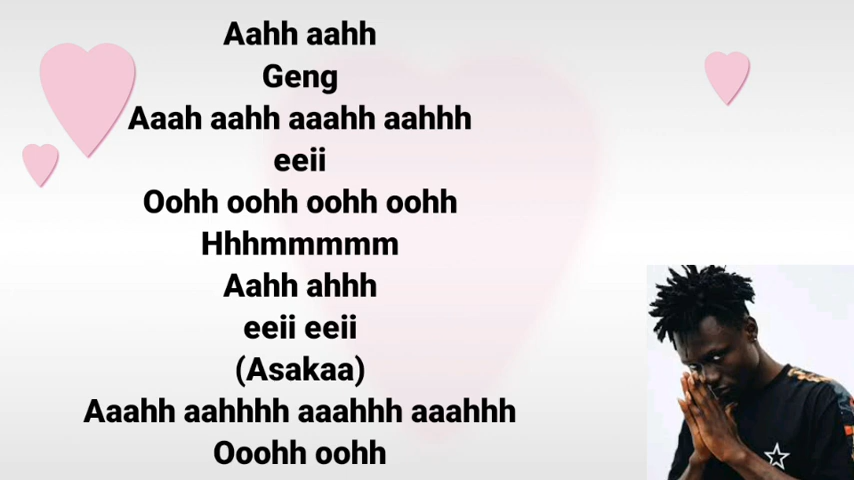 Aahh aahh
Geng
Aaah aahh aaahh aahhh
eeii
Oohh oohh oohh oohh
Hhhmmmmm
Aahh ahhh
eeii eeii
(Asakaa)
Aaahh aahhhh aaahhh aaahhh
Ooohh oohh